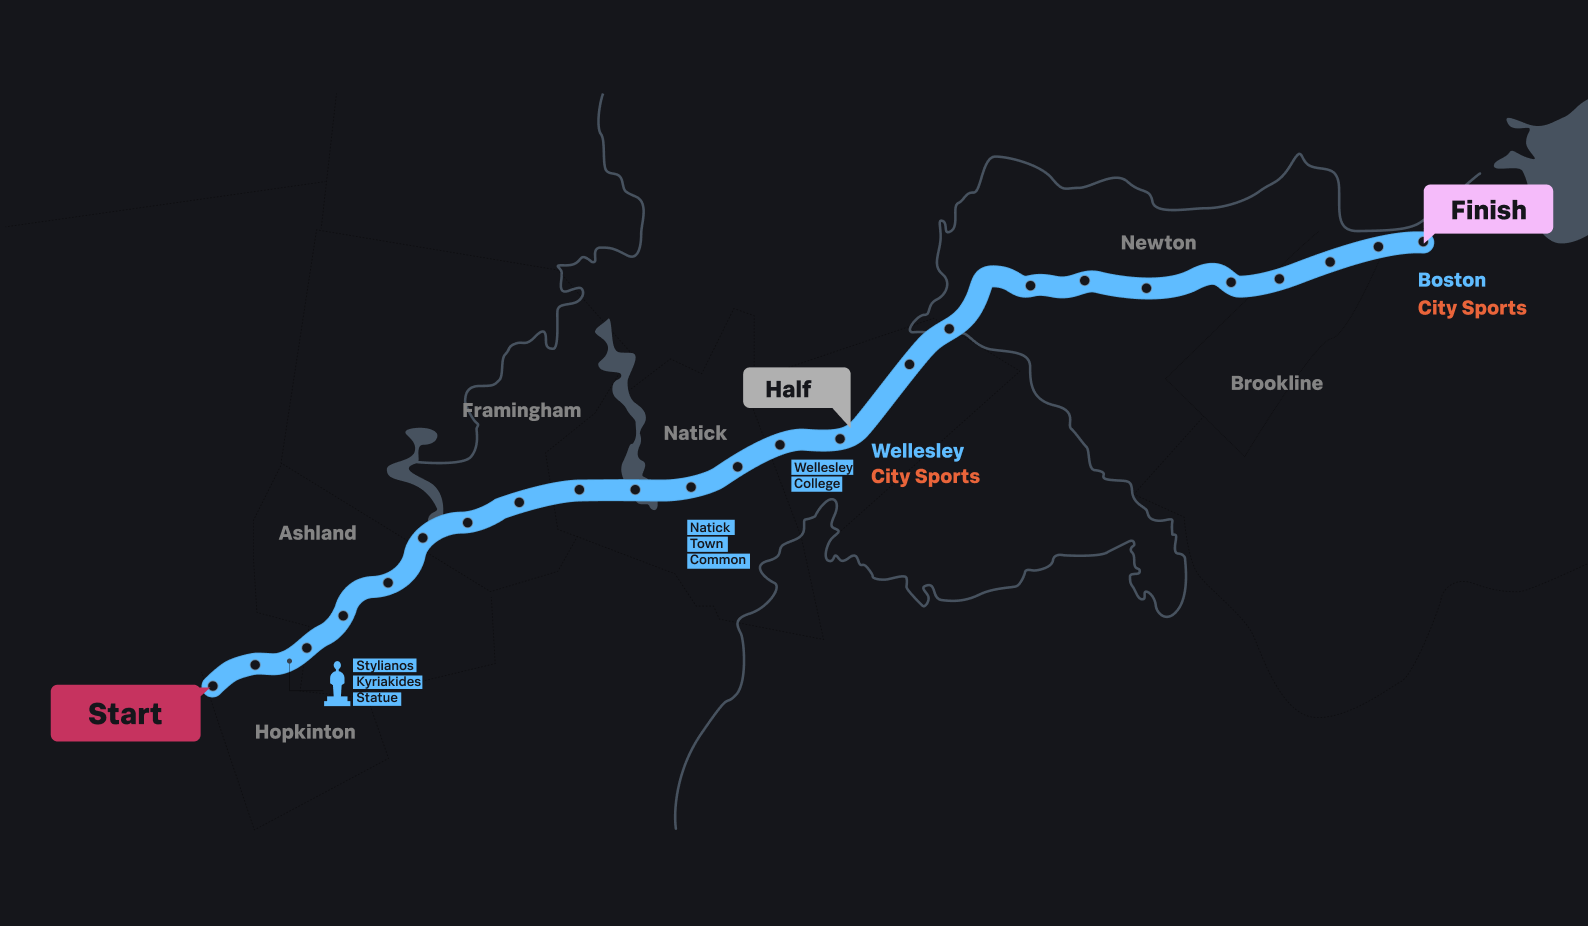 Finish
Newton
Boston
City Sports
Half
Brookline
Framingham
Natick
Wellesley
City Sports
Wellesley
College
Natick
Town
Common
Ashland
Stylianos
Kyriakides
Statue
Start
Hopkinton